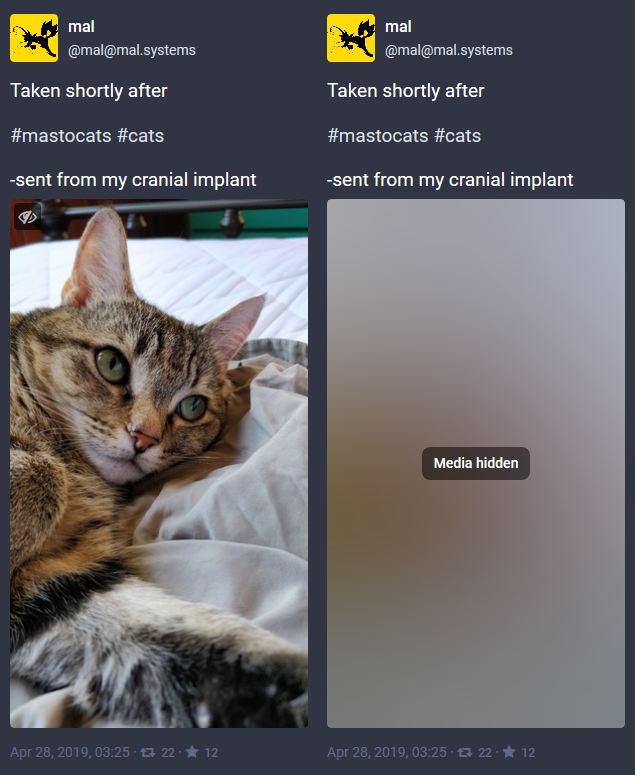 mal
@mal@mal.systems
Taken shortly after
#mastocats #cats
-sent from my cranial implant
Apr 28, 2019, 03:25 · 22 · 12
mal
@mal@mal.systems
Taken shortly after
#mastocats #cats
-sent from my cranial implant
Media hidden
Apr 28, 2019, 03:25 · 22 · 12